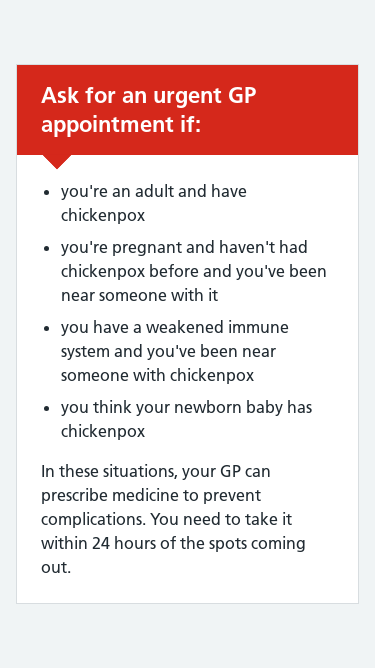 Ask for an urgent GP
appointment if:
• you're an adult and have
chickenpox
• you're pregnant and haven't had
chickenpox before and you've been
near someone with it
• you have a weakened immune
system and you've been near
someone with chickenpox
• you think your newborn baby has
chickenpox
In these situations, your GP can
prescribe medicine to prevent
complications. You need to take it
within 24 hours of the spots coming
out.